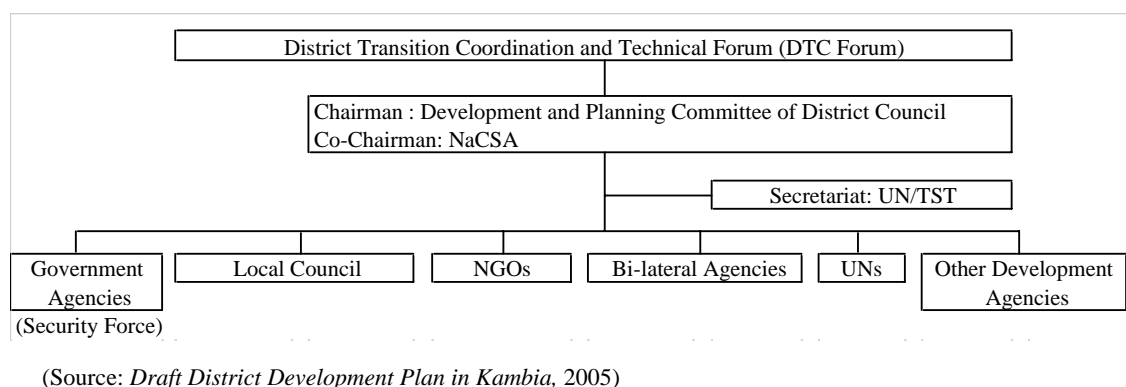 District Transition Coordination and Technical Forum (DTC Forum)
Chairman : Development and Planning Committee of District Council
Co-Chairman: NaCSA
Secretariat: UN/TST
Government
Agencies
(Security Force)
Local Council
NGOs
Bi-lateral Agencies
UNs
Other Development
Agencies
(Source: Draft District Development Plan in Kambia, 2005)